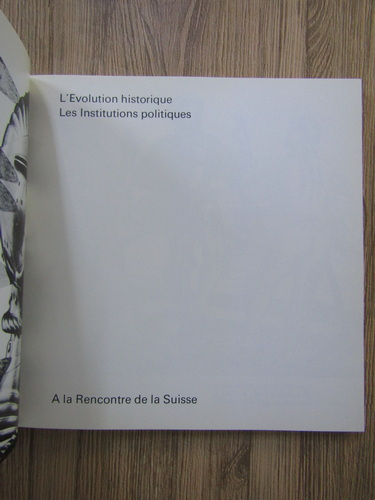 L'Evolution historique
Les Institutions politiques
A la Rencontre de la Suisse